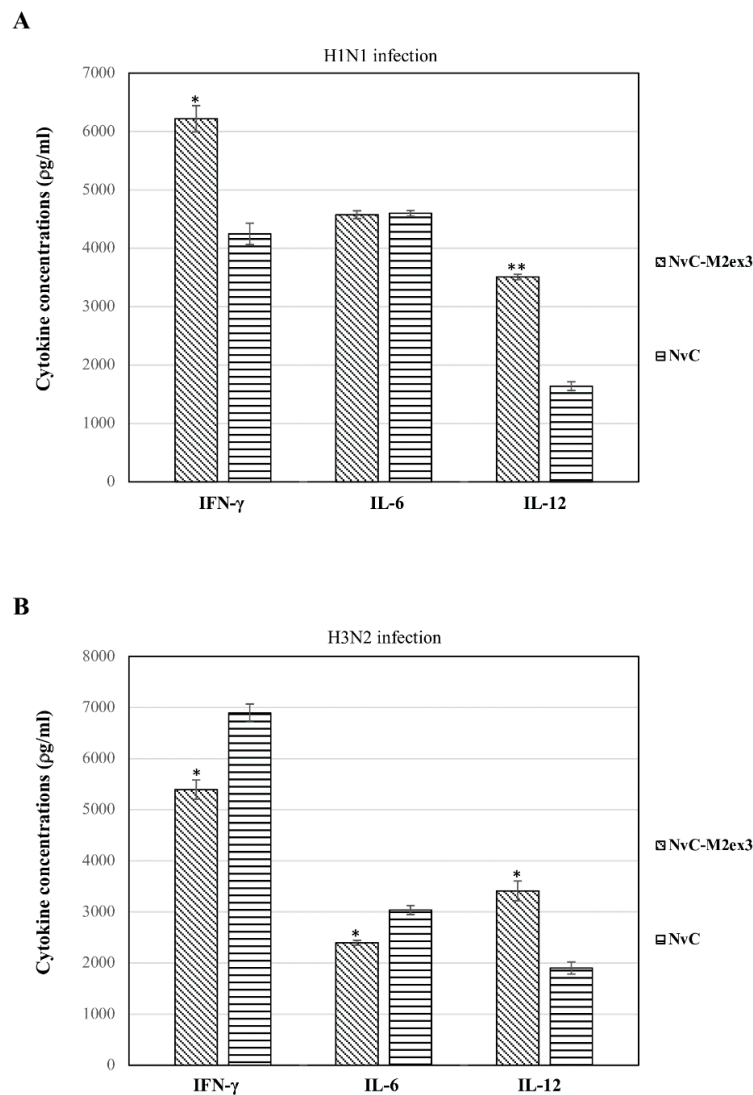 A
H1N1 infection
Cytokine concentrations (ρg/ml)
7000
6000
5000
4000
3000
2000
1000
0
*
**
IFN-γ
IL-6
IL-12
NvC-M2ex3
NvC
B
H3N2 infection
Cytokine concentrations (ρg/ml)
8000
7000
6000
5000
4000
3000
2000
1000
0
*
*
*
IFN-γ
IL-6
IL-12
NvC-M2ex3
NvC